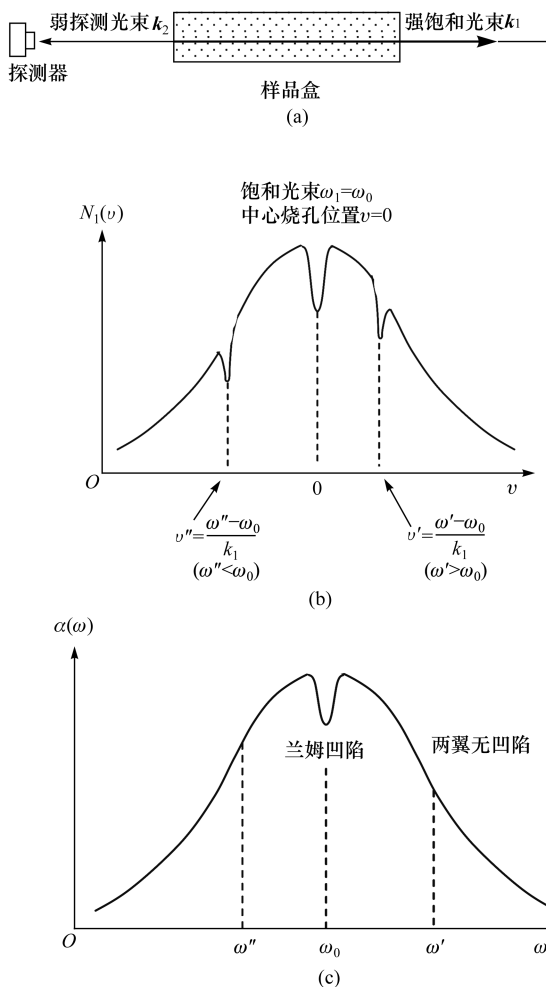 弱探测光束k₂
强饱和光束k₁
探测器
样品盒
(a)
饱和光束ω₁=ω₀
中心烧孔位置υ=0
N₁(υ)
O
0
υ
υ″=(ω″−ω₀)/k₁
(ω″<ω₀)
υ′=(ω′−ω₀)/k₁
(ω′>ω₀)
(b)
α(ω)
兰姆凹陷
两翼无凹陷
O
ω″
ω₀
ω′
ω
(c)